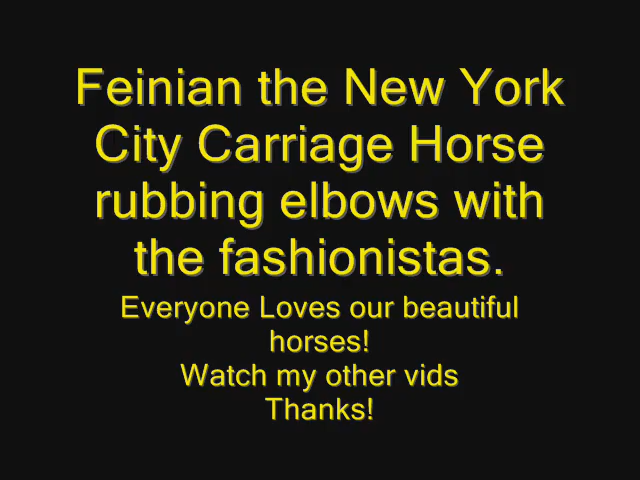 Feinian the New York
City Carriage Horse
rubbing elbows with
the fashionistas.
Everyone Loves our beautiful
horses!
Watch my other vids
Thanks!